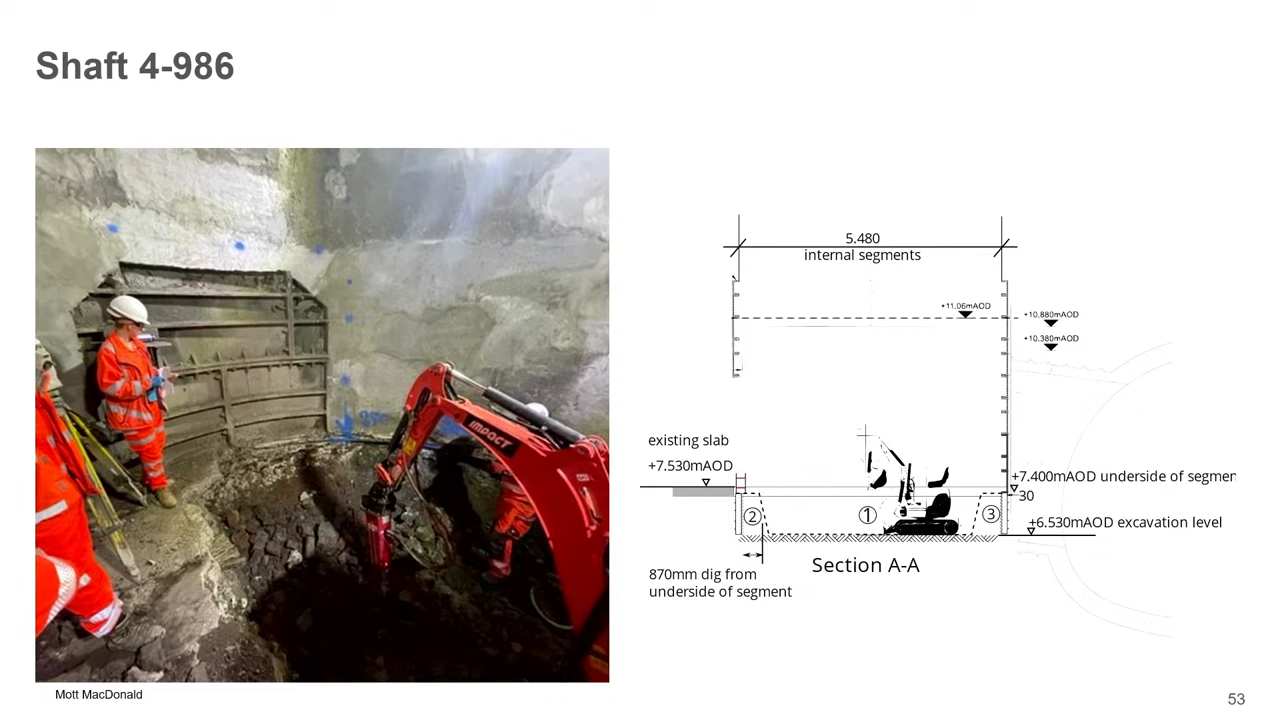 Shaft 4-986
IMPACT
5.480
internal segments
+11.06mAOD
+10.880mAOD
+10.380mAOD
existing slab
+7.530mAOD
+7.400mAOD underside of segmen
30
② ① ③
+6.530mAOD excavation level
Section A-A
870mm dig from
underside of segment
Mott MacDonald
53